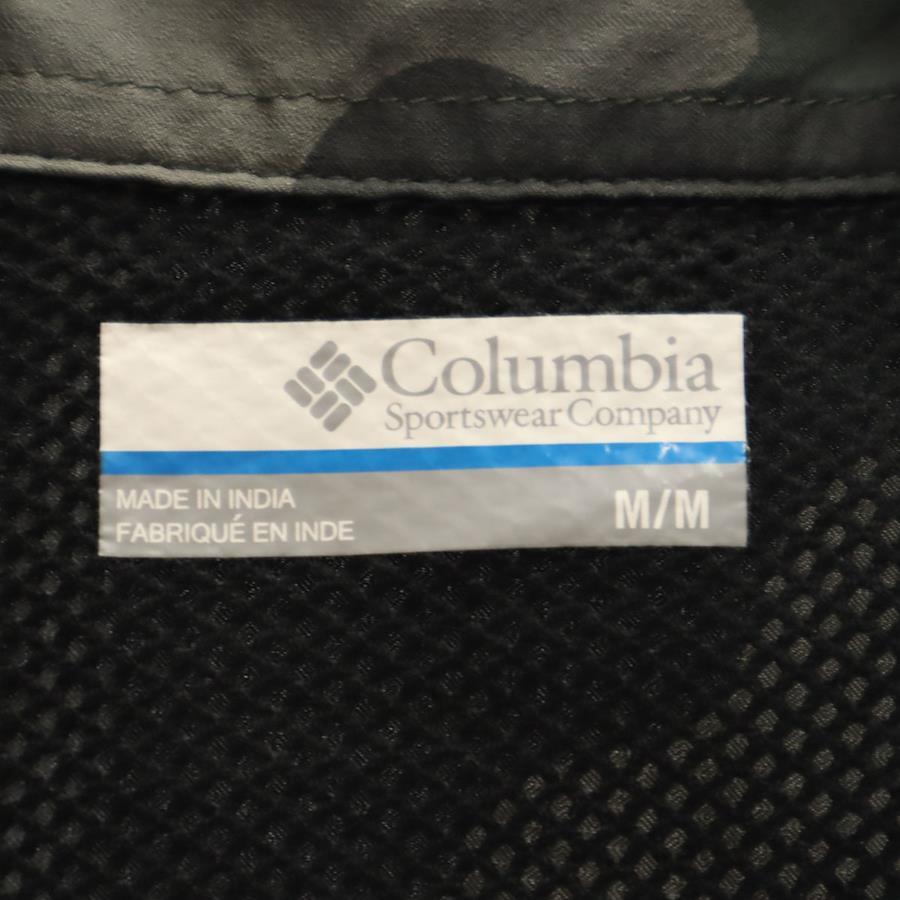 Columbia
Sportswear Company
MADE IN INDIA
FABRIQUÉ EN INDE
M/M